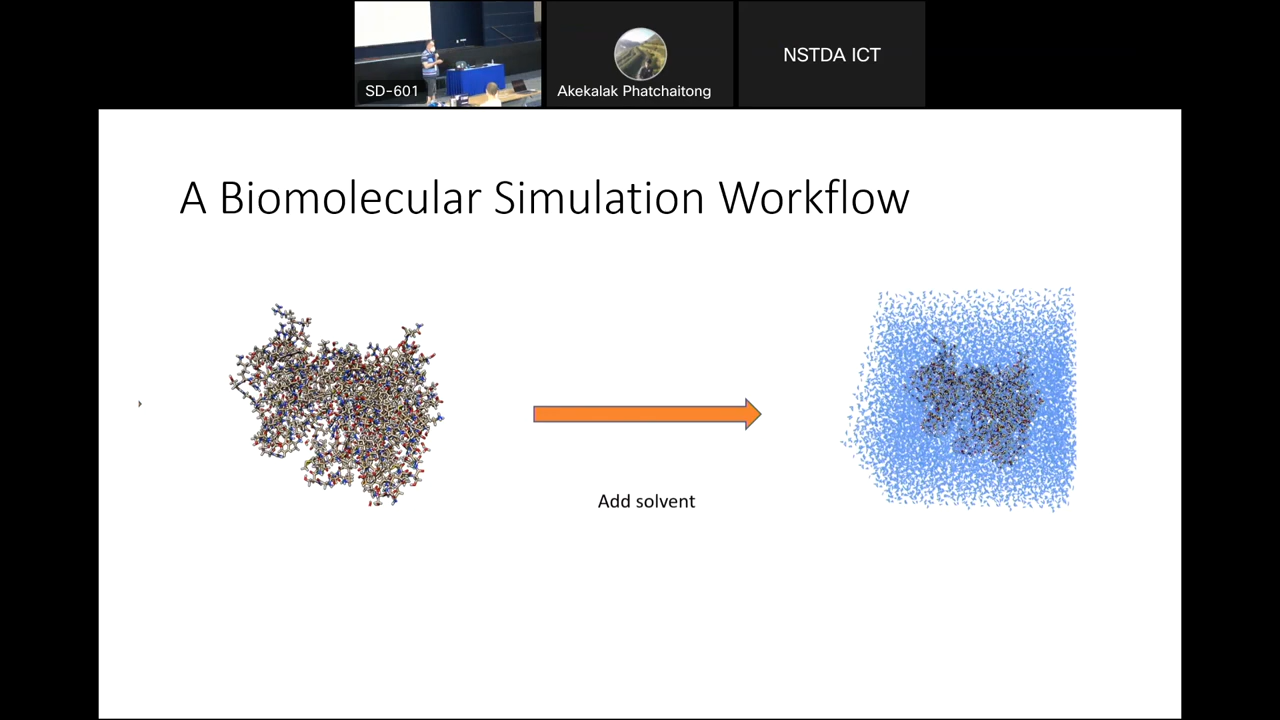 SD-601
Akekalak Phatchaitong
NSTDA ICT
A Biomolecular Simulation Workflow
Add solvent